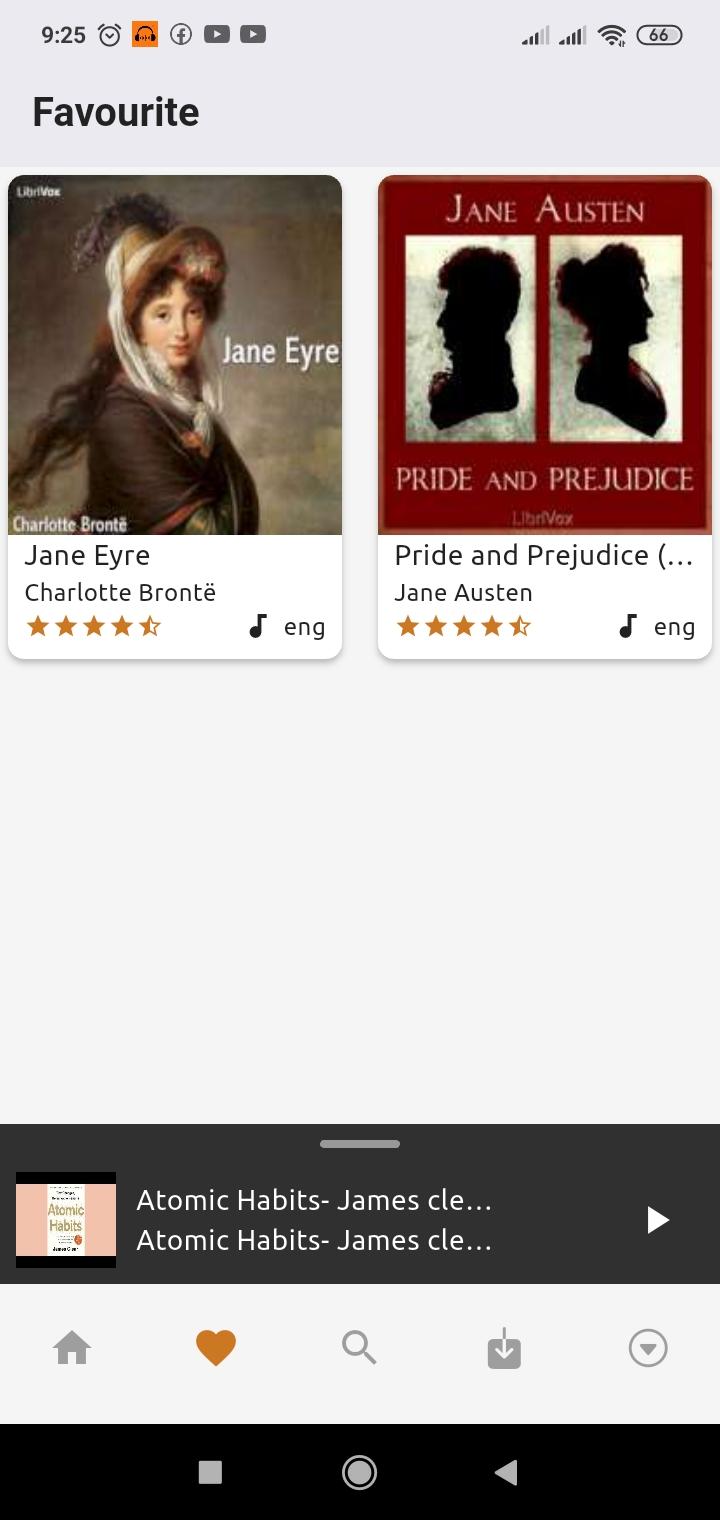 9:25
66
Favourite
LibriVox
Jane Eyre
Charlotte Brontë
JANE AUSTEN
PRIDE AND PREJUDICE
LibriVox
Jane Eyre
Charlotte Brontë
eng
Pride and Prejudice (...
Jane Austen
eng
Atomic Habits
James Clear
Atomic Habits- James cle...
Atomic Habits- James cle...